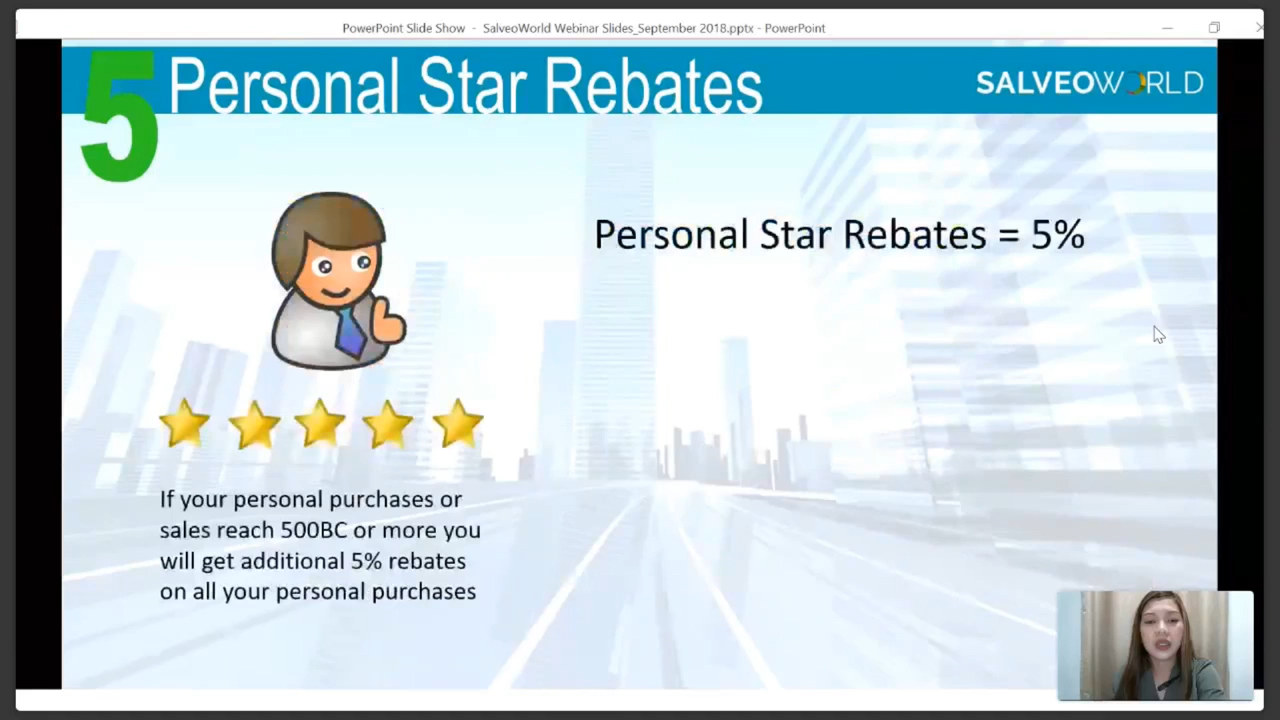 PowerPoint Slide Show - SalveoWorld Webinar Slides_September 2018.pptx - PowerPoint
5 Personal Star Rebates
SALVEOWORLD
Personal Star Rebates = 5%
If your personal purchases or
sales reach 500BC or more you
will get additional 5% rebates
on all your personal purchases